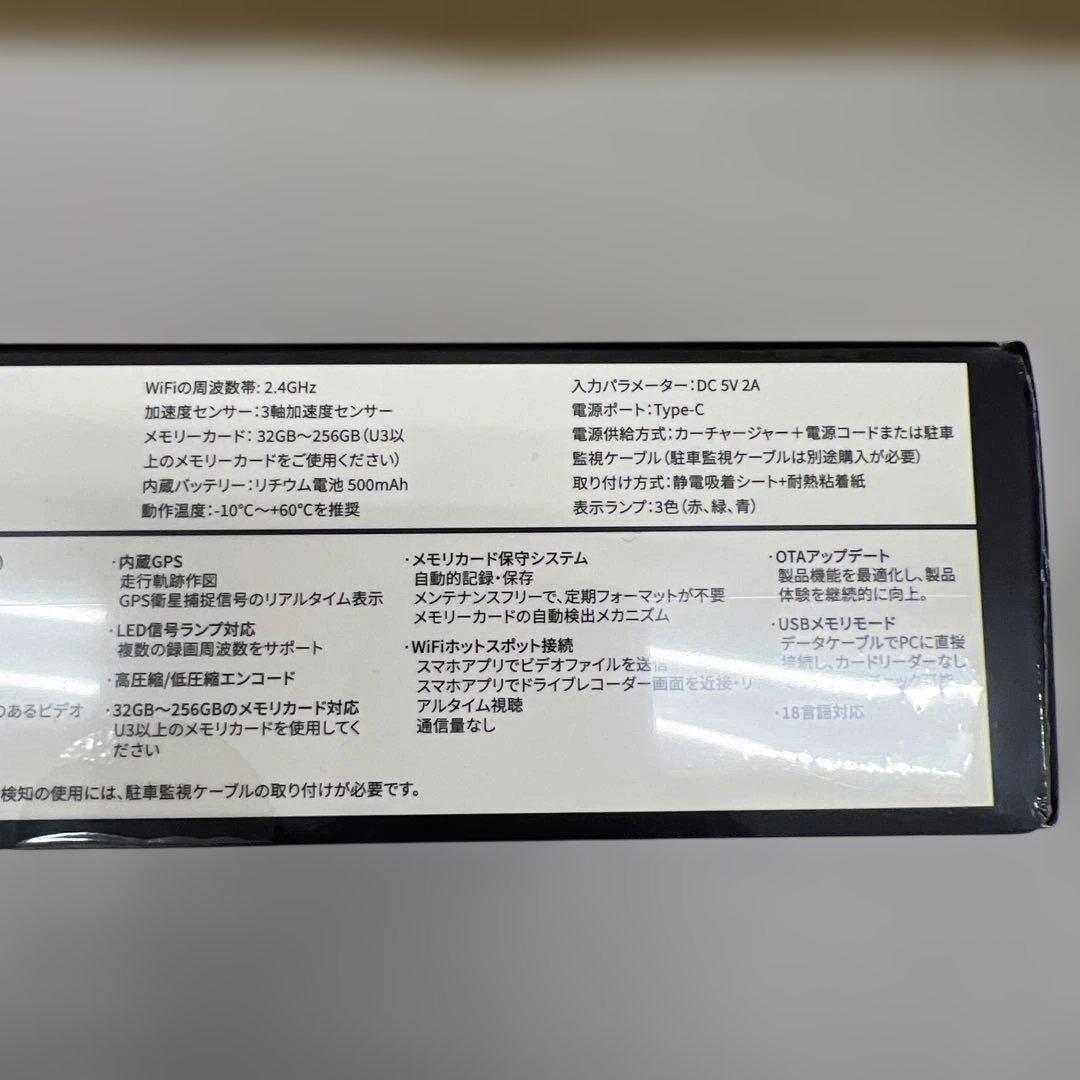 WiFiの周波数帯: 2.4GHz
加速度センサー：3軸加速度センサー
メモリーカード： 32GB～256GB（U3以
上のメモリーカードをご使用ください）
内蔵バッテリー：リチウム電池 500mAh
動作温度：-10℃～+60℃を推奨
入力パラメーター：DC 5V 2A
電源ポート：Type-C
電源供給方式：カーチャージャー＋電源コードまたは駐車
監視ケーブル（駐車監視ケーブルは別途購入が必要）
取り付け方式：静電吸着シート+耐熱粘着紙
表示ランプ：3色（赤、緑、青）
）
のあるビデオ
・内蔵GPS
走行軌跡作図
GPS衛星捕捉信号のリアルタイム表示
・LED信号ランプ対応
複数の録画周波数をサポート
・高圧縮/低圧縮エンコード
・32GB～256GBのメモリカード対応
U3以上のメモリカードを使用してく
ださい
・メモリカード保守システム
自動的記録・保存
メンテナンスフリーで、定期フォーマットが不要
メモリーカードの自動検出メカニズム
・WiFiホットスポット接続
スマホアプリでビデオファイルを送信
スマホアプリでドライブレコーダー画面を近接・リ
アルタイム視聴
通信量なし
・OTAアップデート
製品機能を最適化し、製品
体験を継続的に向上。
・USBメモリモード
データケーブルでPCに直接
接続し、カードリーダーなし
・18言語対応
検知の使用には、駐車監視ケーブルの取り付けが必要です。